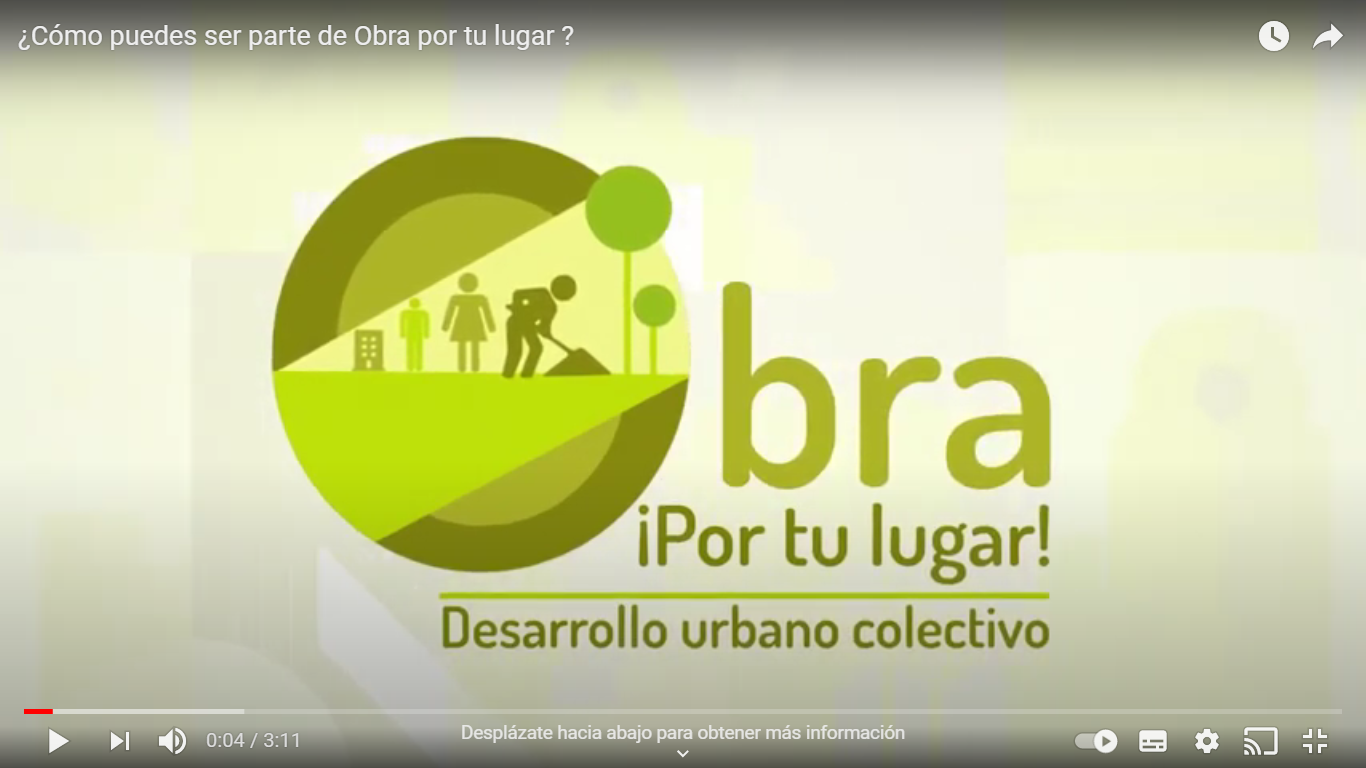 ¿Cómo puedes ser parte de Obra por tu lugar ?
Obra
¡Por tu lugar!
Desarrollo urbano colectivo
Desplázate hacia abajo para obtener más información
0:04 / 3:11